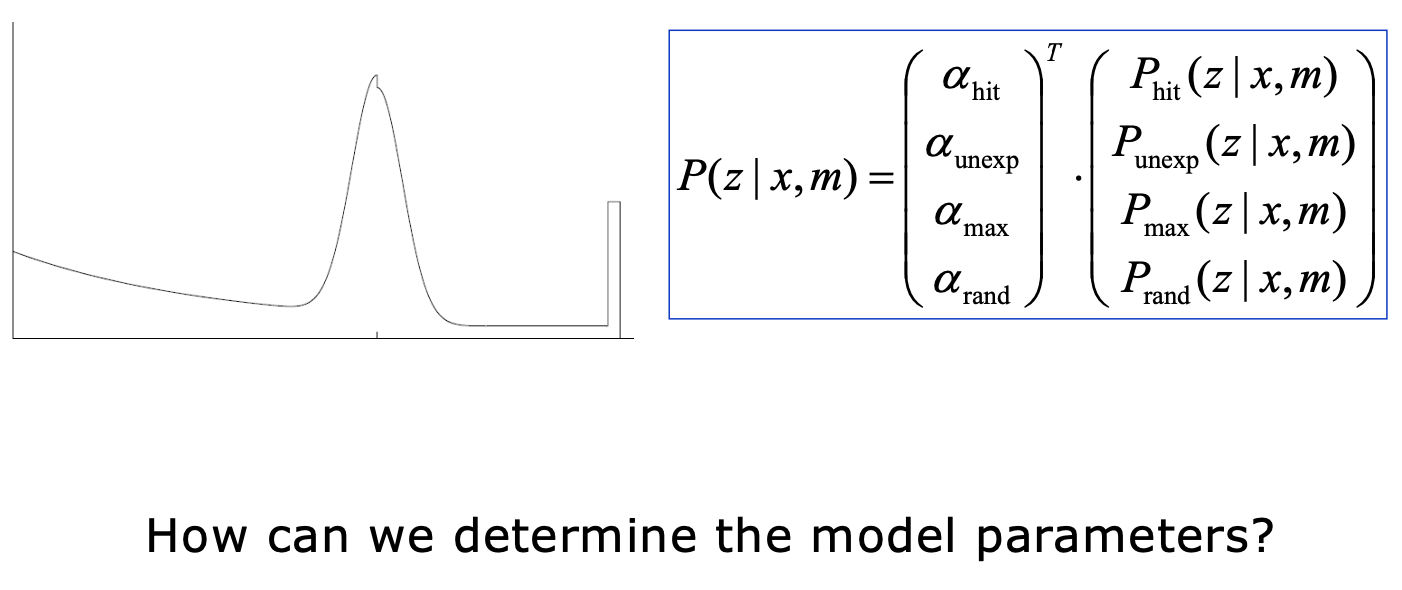 P(z | x, m) = (α_hit α_unexp α_max α_rand)^T · (P_hit(z | x, m) P_unexp(z | x, m) P_max(z | x, m) P_rand(z | x, m))
How can we determine the model parameters?